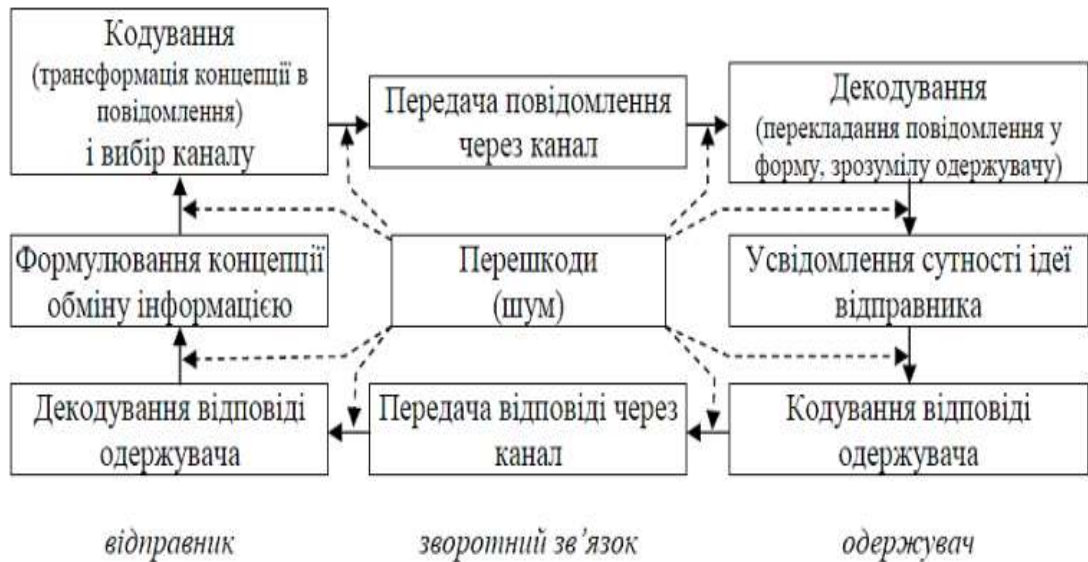 Кодування
(трансформація концепції в
повідомлення)
і вибір каналу
Передача повідомлення
через канал
Декодування
(перекладання повідомлення у
форму, зрозумілу одержувачу)
Формулювання концепції
обміну інформацією
Перешкоди
(шум)
Усвідомлення сутності ідеї
відправника
Декодування відповіді
одержувача
Передача відповіді через
канал
Кодування відповіді
одержувача
відправник
зворотний зв’язок
одержувач